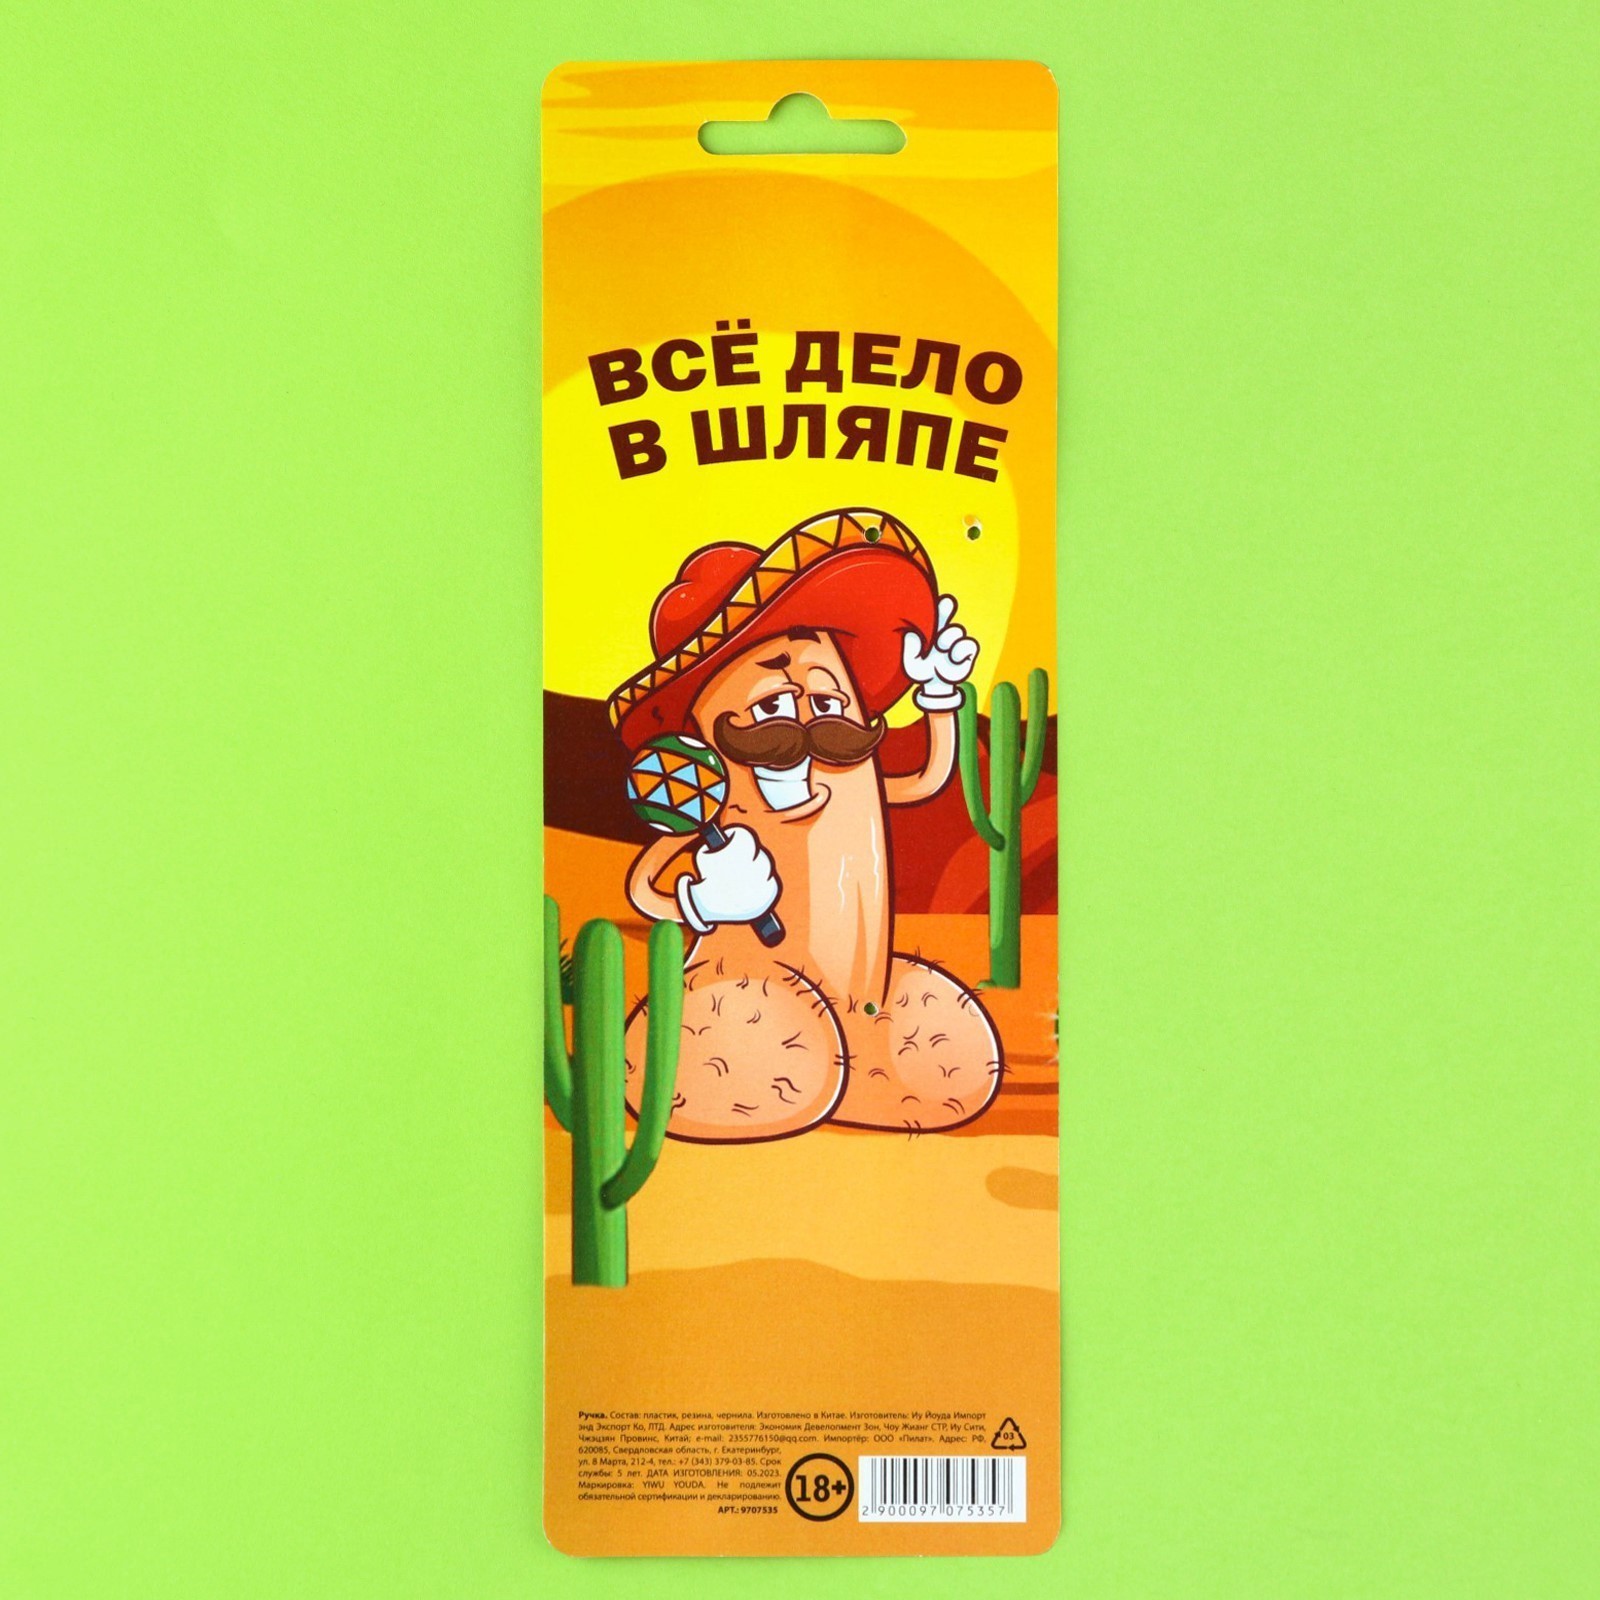 ВСЁ ДЕЛО
В ШЛЯПЕ
Ручка. Состав: пластик, резина, чернила. Изготовлено в Китае. Изготовитель: Иу Йоуда Импорт
энд Экспорт Ко, ЛТД. Адрес изготовителя: Экономик Девелопмент Зон, Чоу Жианг СТР, Иу Сити,
Чжэцзян Провинс, Китай; e-mail: 2355776150@qq.com. Импортёр: ООО «Пилат». Адрес: РФ,
620085, Свердловская область, г. Екатеринбург,
ул. 8 Марта, 212-4, тел.: +7 (343) 379-03-85. Срок
службы: 5 лет. ДАТА ИЗГОТОВЛЕНИЯ: 05.2023.
Маркировка: YIWU YOUDA. Не подлежит
обязательной сертификации и декларированию.
АРТ.: 9707535
03
18+
2 900097 075357